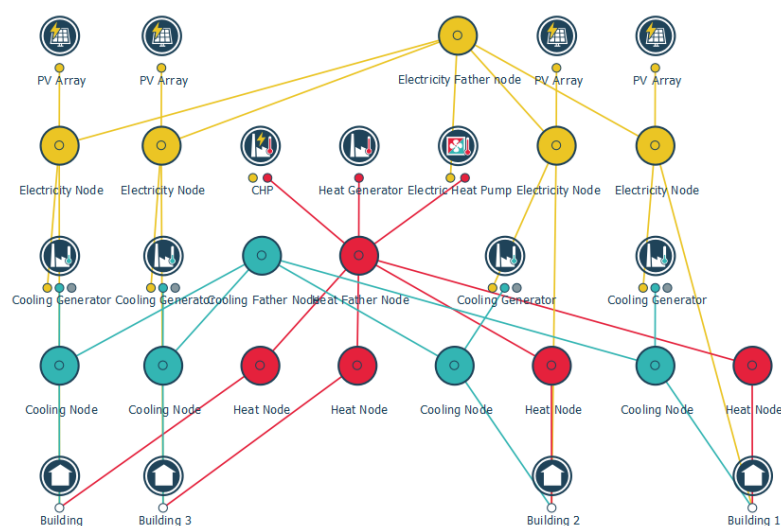 Electricity Father node
PV Array
PV Array
PV Array
PV Array
Electricity Node
Electricity Node
CHP
Heat Generator
Electric Heat Pump
Electricity Node
Electricity Node
Cooling Generator
Cooling Generator
Cooling Father Node
Heat Father Node
Cooling Generator
Cooling Generator
Cooling Node
Cooling Node
Heat Node
Heat Node
Cooling Node
Heat Node
Cooling Node
Heat Node
Building
Building 3
Building 2
Building 1